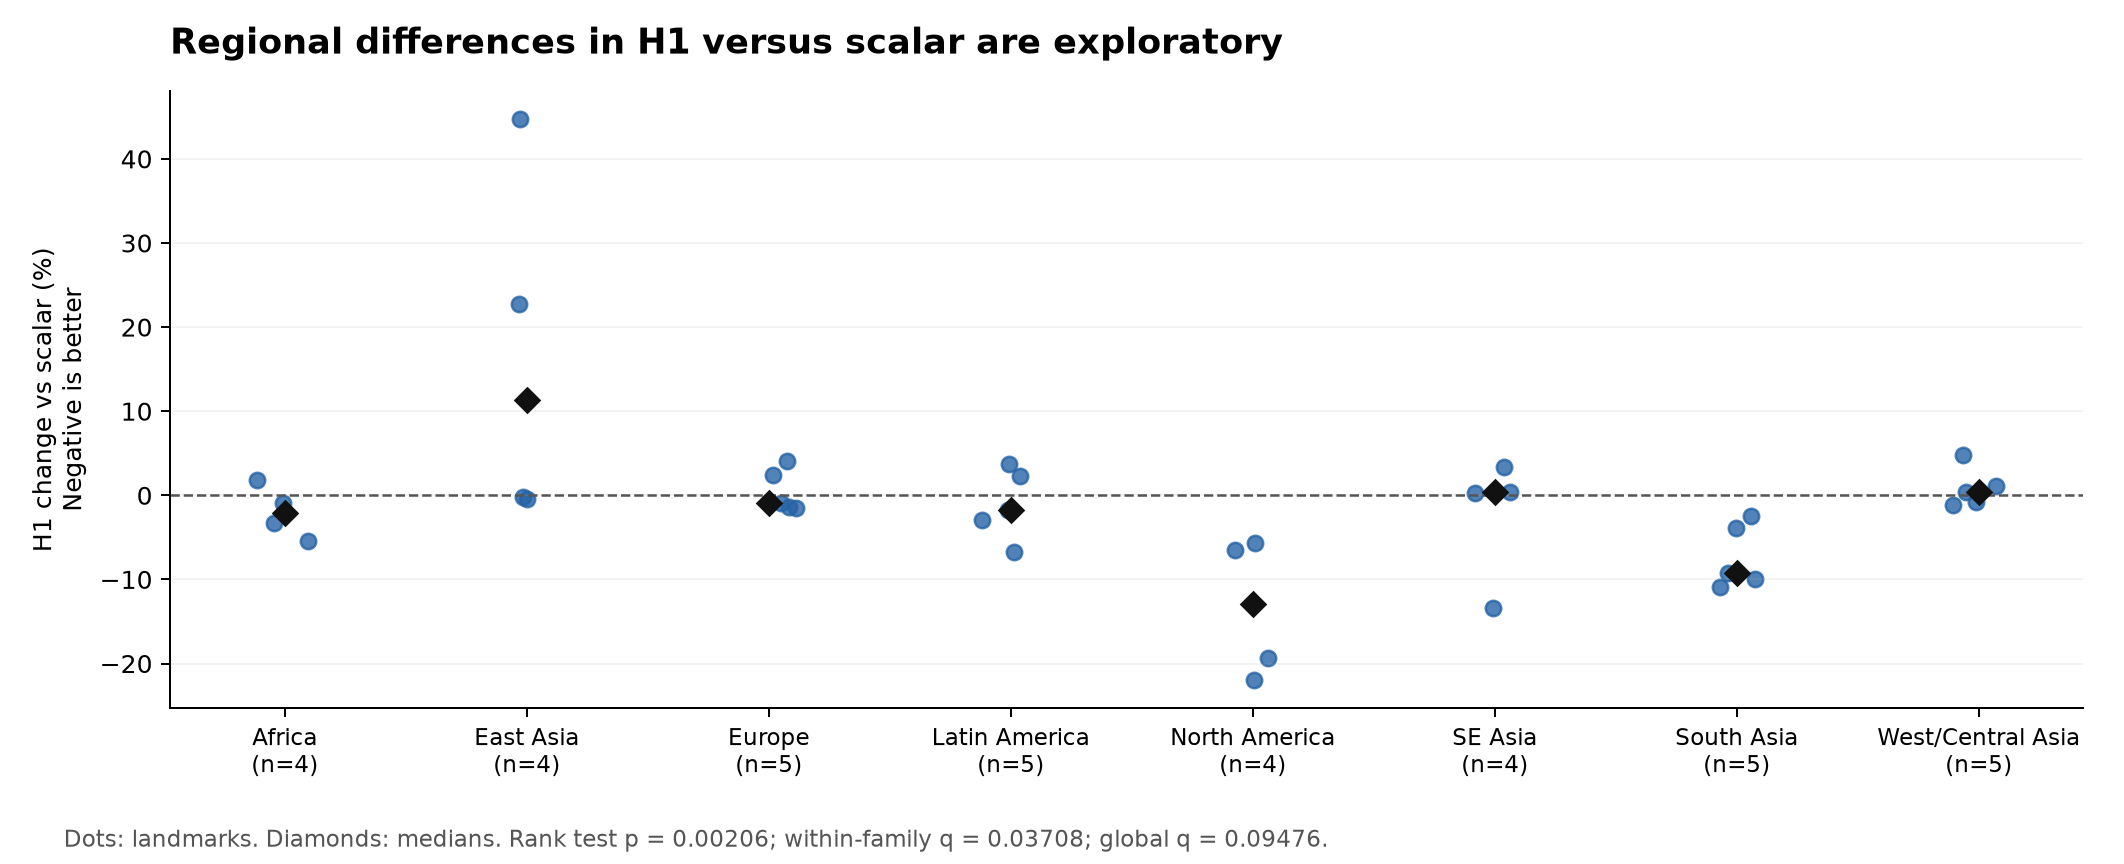 Regional differences in H1 versus scalar are exploratory
H1 change vs scalar (%)
Negative is better
40
30
20
10
0
−10
−20
Africa
(n=4)
East Asia
(n=4)
Europe
(n=5)
Latin America
(n=5)
North America
(n=4)
SE Asia
(n=4)
South Asia
(n=5)
West/Central Asia
(n=5)
Dots: landmarks. Diamonds: medians. Rank test p = 0.00206; within-family q = 0.03708; global q = 0.09476.